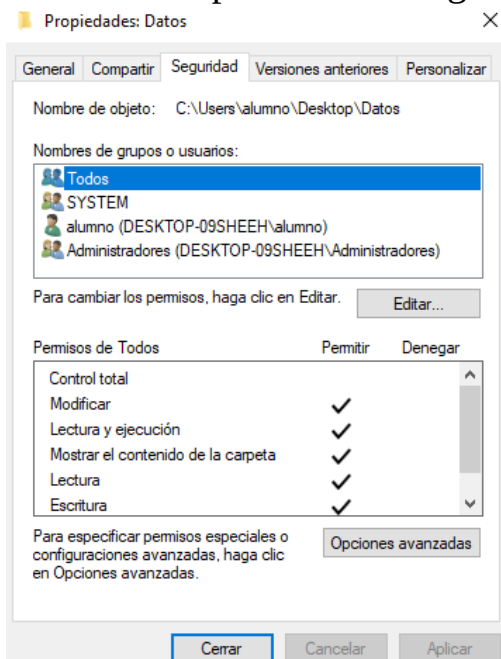 Propiedades: Datos
General Compartir Seguridad Versiones anteriores Personalizar
Nombre de objeto: C:\Users\alumno\Desktop\Datos
Nombres de grupos o usuarios:
Todos
SYSTEM
alumno (DESKTOP-09SHEEH\alumno)
Administradores (DESKTOP-09SHEEH\Administradores)
Para cambiar los permisos, haga clic en Editar. Editar...
Permisos de Todos Permitir Denegar
Control total
Modificar
Lectura y ejecución
Mostrar el contenido de la carpeta
Lectura
Escritura
Para especificar permisos especiales o
configuraciones avanzadas, haga clic
en Opciones avanzadas.
Opciones avanzadas
Cerrar Cancelar Aplicar